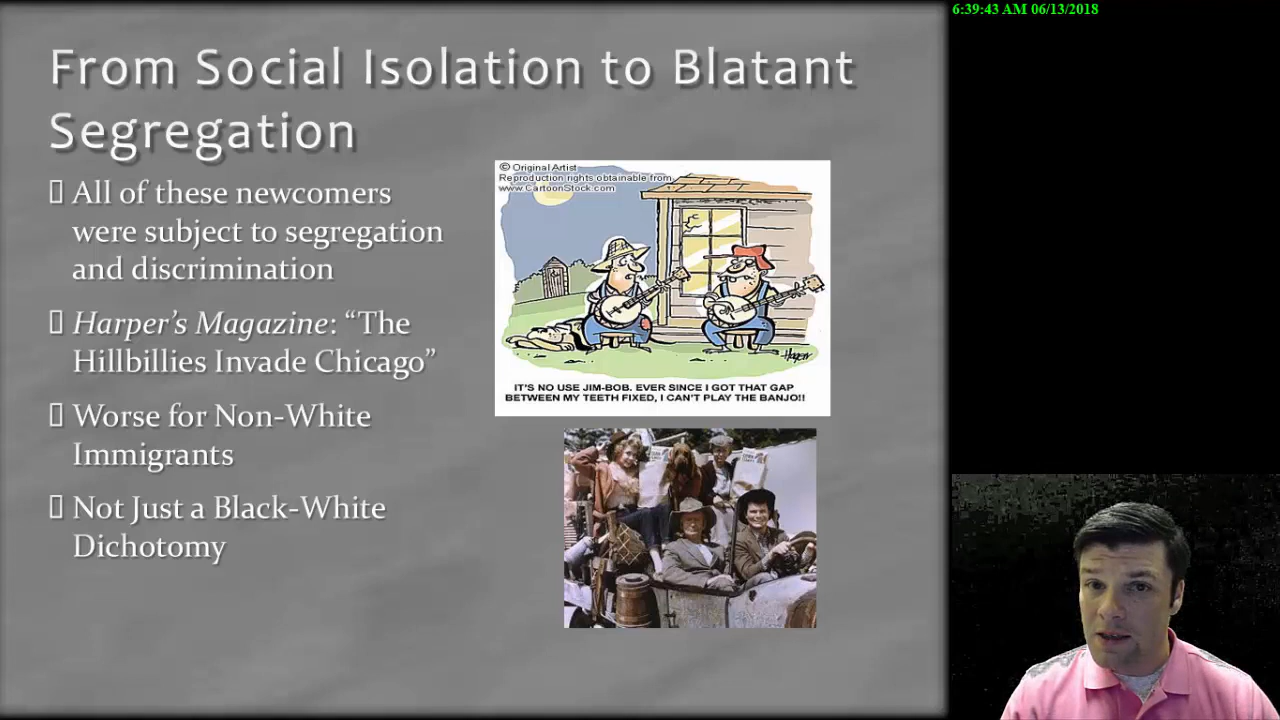 6:39:43 AM 06/13/2018
From Social Isolation to Blatant
Segregation
All of these newcomers
were subject to segregation
and discrimination
Harper's Magazine: “The
Hillbillies Invade Chicago”
Worse for Non-White
Immigrants
Not Just a Black-White
Dichotomy
© Original Artist
Reproduction rights obtainable from
www.CartoonStock.com
IT'S NO USE JIM-BOB. EVER SINCE I GOT THAT GAP
BETWEEN MY TEETH FIXED, I CAN'T PLAY THE BANJO!!